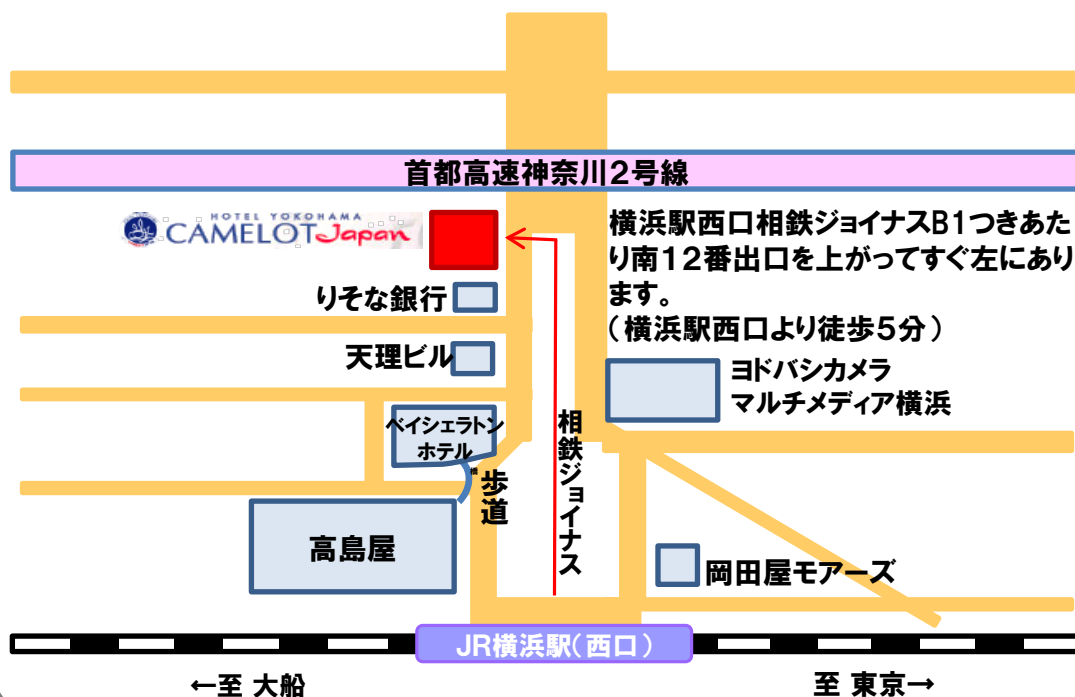 首都高速神奈川2号線
HOTEL YOKOHAMA
CAMELOT Japan
横浜駅西口相鉄ジョイナスB1つきあた
り南12番出口を上がってすぐ左にあり
ます。
(横浜駅西口より徒歩5分)
りそな銀行
天理ビル
ヨドバシカメラ
マルチメディア横浜
ベイシェラトン
ホテル
相鉄ジョイナス
歩道
高島屋
岡田屋モアーズ
JR横浜駅(西口)
←至 大船
至 東京→